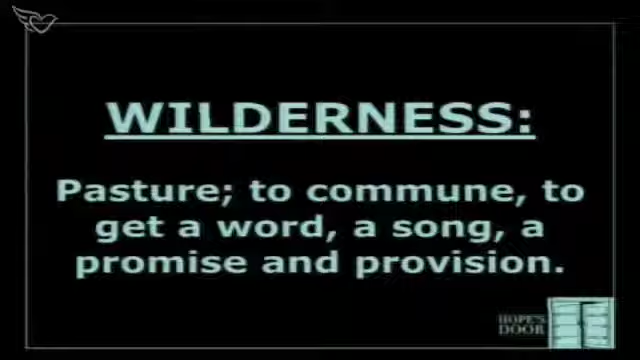 WILDERNESS:
Pasture; to commune, to
get a word, a song, a
promise and provision.
HOPE'S
DOOR